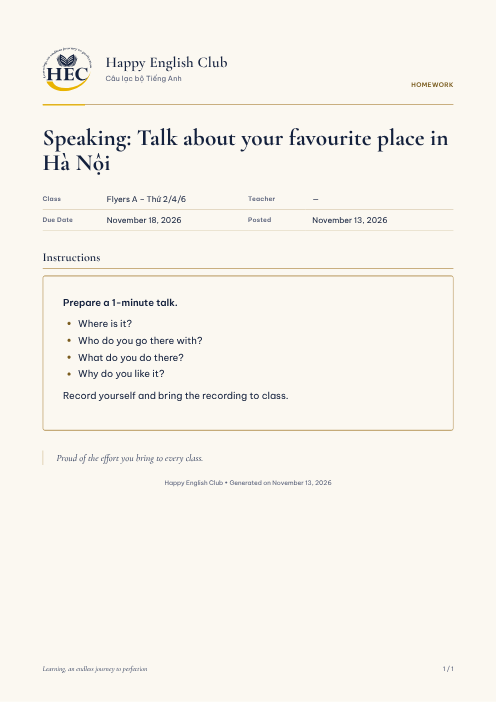 HEC
Happy English Club
Câu lạc bộ Tiếng Anh
HOMEWORK
Speaking: Talk about your favourite place in
Hà Nội
Class Flyers A – Thứ 2/4/6 Teacher —
Due Date November 18, 2026 Posted November 13, 2026
Instructions
Prepare a 1-minute talk.
• Where is it?
• Who do you go there with?
• What do you do there?
• Why do you like it?
Record yourself and bring the recording to class.
Proud of the effort you bring to every class.
Happy English Club • Generated on November 13, 2026
Learning, an endless journey to perfection 1 / 1